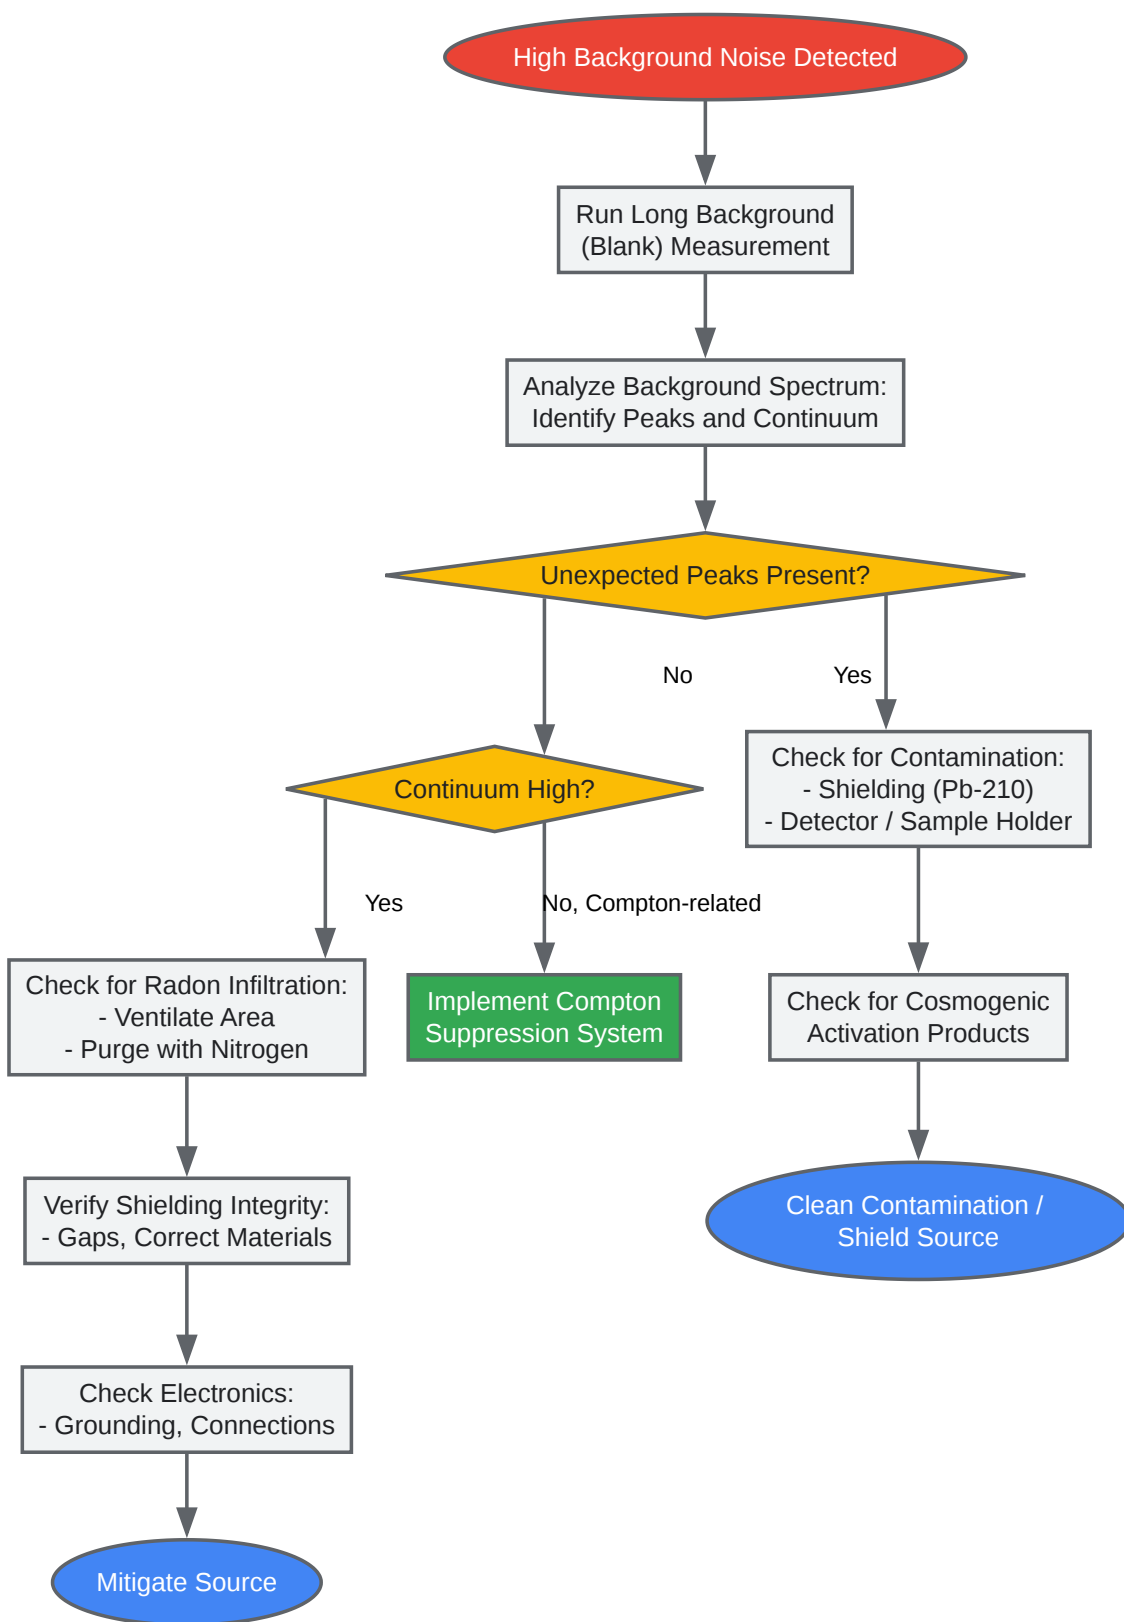 High Background Noise Detected
Run Long Background
(Blank) Measurement
Analyze Background Spectrum:
Identify Peaks and Continuum
Unexpected Peaks Present?
No
Yes
Check for Contamination:
- Shielding (Pb-210)
- Detector / Sample Holder
Continuum High?
Yes
No, Compton-related
Check for Radon Infiltration:
- Ventilate Area
- Purge with Nitrogen
Implement Compton
Suppression System
Check for Cosmogenic
Activation Products
Verify Shielding Integrity:
- Gaps, Correct Materials
Clean Contamination /
Shield Source
Check Electronics:
- Grounding, Connections
Mitigate Source